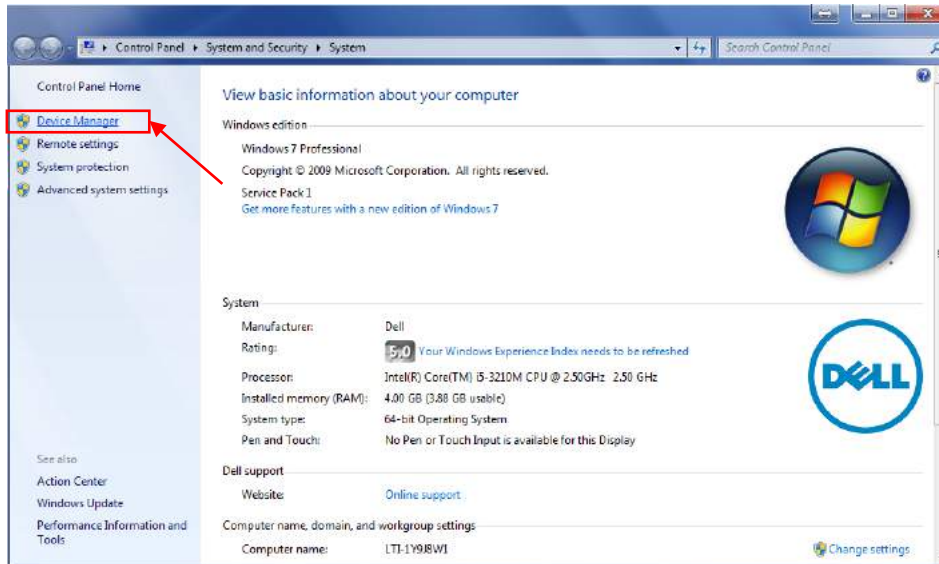 Control Panel ▸ System and Security ▸ System
Search Control Panel
Control Panel Home
Device Manager
Remote settings
System protection
Advanced system settings
See also
Action Center
Windows Update
Performance Information and
Tools
View basic information about your computer
Windows edition
Windows 7 Professional
Copyright © 2009 Microsoft Corporation. All rights reserved.
Service Pack 1
Get more features with a new edition of Windows 7
System
Manufacturer: Dell
Rating: 5,0 Your Windows Experience Index needs to be refreshed
Processor: Intel(R) Core(TM) i5-3210M CPU @ 2.50GHz 2.50 GHz
Installed memory (RAM): 4.00 GB (3.88 GB usable)
System type: 64-bit Operating System
Pen and Touch: No Pen or Touch Input is available for this Display
DELL
Dell support
Website: Online support
Computer name, domain, and workgroup settings
Computer name: LTI-1Y9J8W1
Change settings